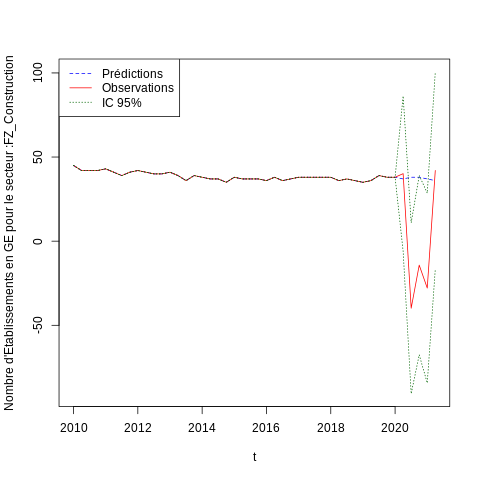 Nombre d'Etablissements en GE pour le secteur :FZ_Construction
100
50
0
-50
Prédictions
Observations
IC 95%
2010
2012
2014
2016
2018
2020
t